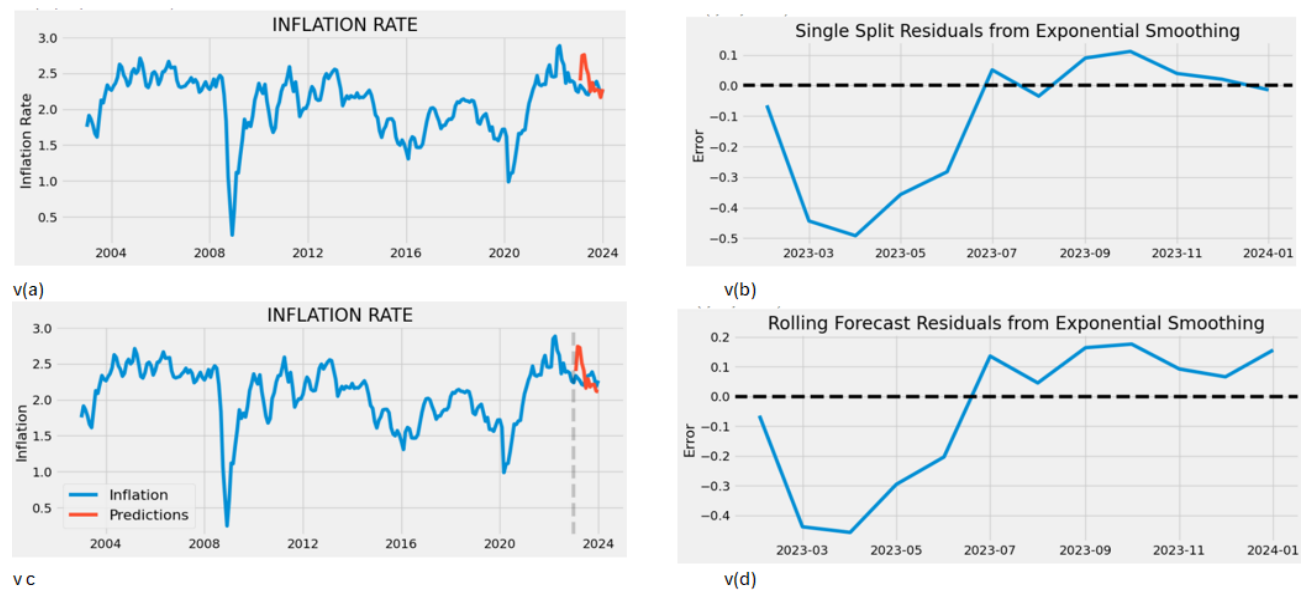 INFLATION RATE
3.0
2.5
2.0
1.5
1.0
0.5
Inflation Rate
2004 2008 2012 2016 2020 2024
v(a)
Single Split Residuals from Exponential Smoothing
0.1
0.0
−0.1
−0.2
−0.3
−0.4
−0.5
Error
2023-03 2023-05 2023-07 2023-09 2023-11 2024-01
v(b)
INFLATION RATE
3.0
2.5
2.0
1.5
1.0
0.5
Inflation
Inflation
Predictions
2004 2008 2012 2016 2020 2024
v c
Rolling Forecast Residuals from Exponential Smoothing
0.2
0.1
0.0
−0.1
−0.2
−0.3
−0.4
Error
2023-03 2023-05 2023-07 2023-09 2023-11 2024-01
v(d)